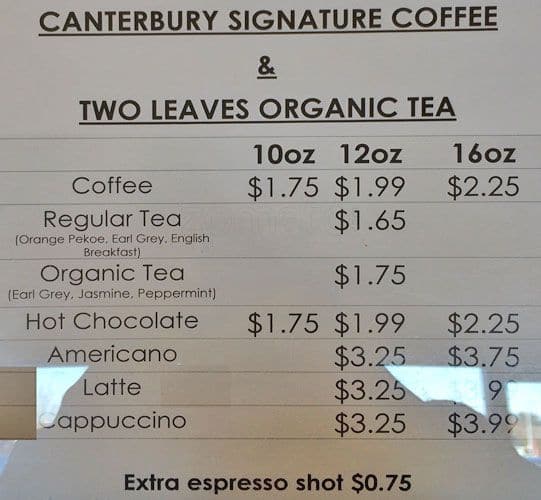 CANTERBURY SIGNATURE COFFEE
&
TWO LEAVES ORGANIC TEA
10oz 12oz 16oz
Coffee $1.75 $1.99 $2.25
Regular Tea $1.65
(Orange Pekoe, Earl Grey, English
Breakfast)
Organic Tea $1.75
(Earl Grey, Jasmine, Peppermint)
Hot Chocolate $1.75 $1.99 $2.25
Americano $3.25 $3.75
Latte $3.25
Cappuccino $3.25 $3.99
Extra espresso shot $0.75